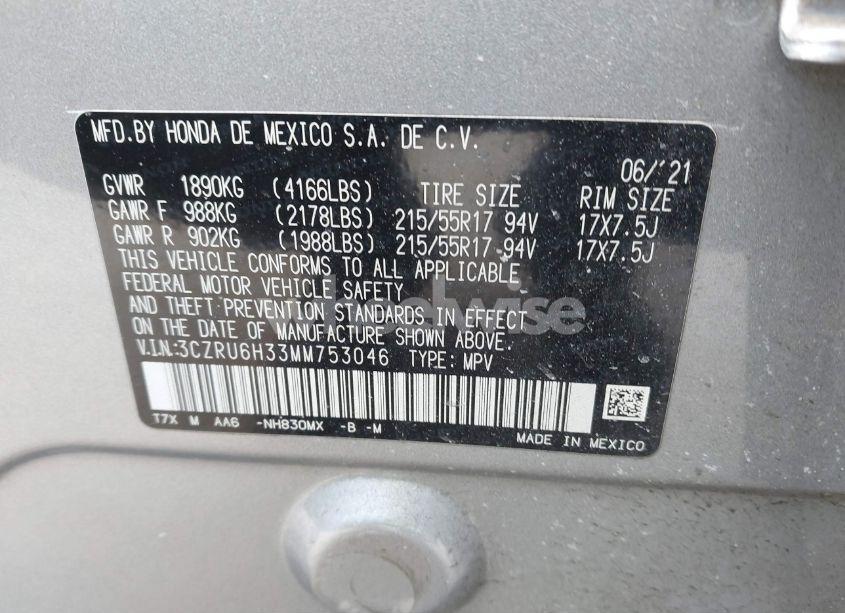 MFD.BY HONDA DE MEXICO S.A. DE C.V.
06/'21
GVWR 1890KG (4166LBS) TIRE SIZE RIM SIZE
GAWR F 988KG (2178LBS) 215/55R17 94V 17X7.5J
GAWR R 902KG (1988LBS) 215/55R17 94V 17X7.5J
THIS VEHICLE CONFORMS TO ALL APPLICABLE
FEDERAL MOTOR VEHICLE SAFETY
AND THEFT PREVENTION STANDARDS IN EFFECT
ON THE DATE OF MANUFACTURE SHOWN ABOVE.
V.I.N.:3CZRU6H33MM753046 TYPE: MPV
T7X M AA6 -NH830MX -B -M
MADE IN MEXICO